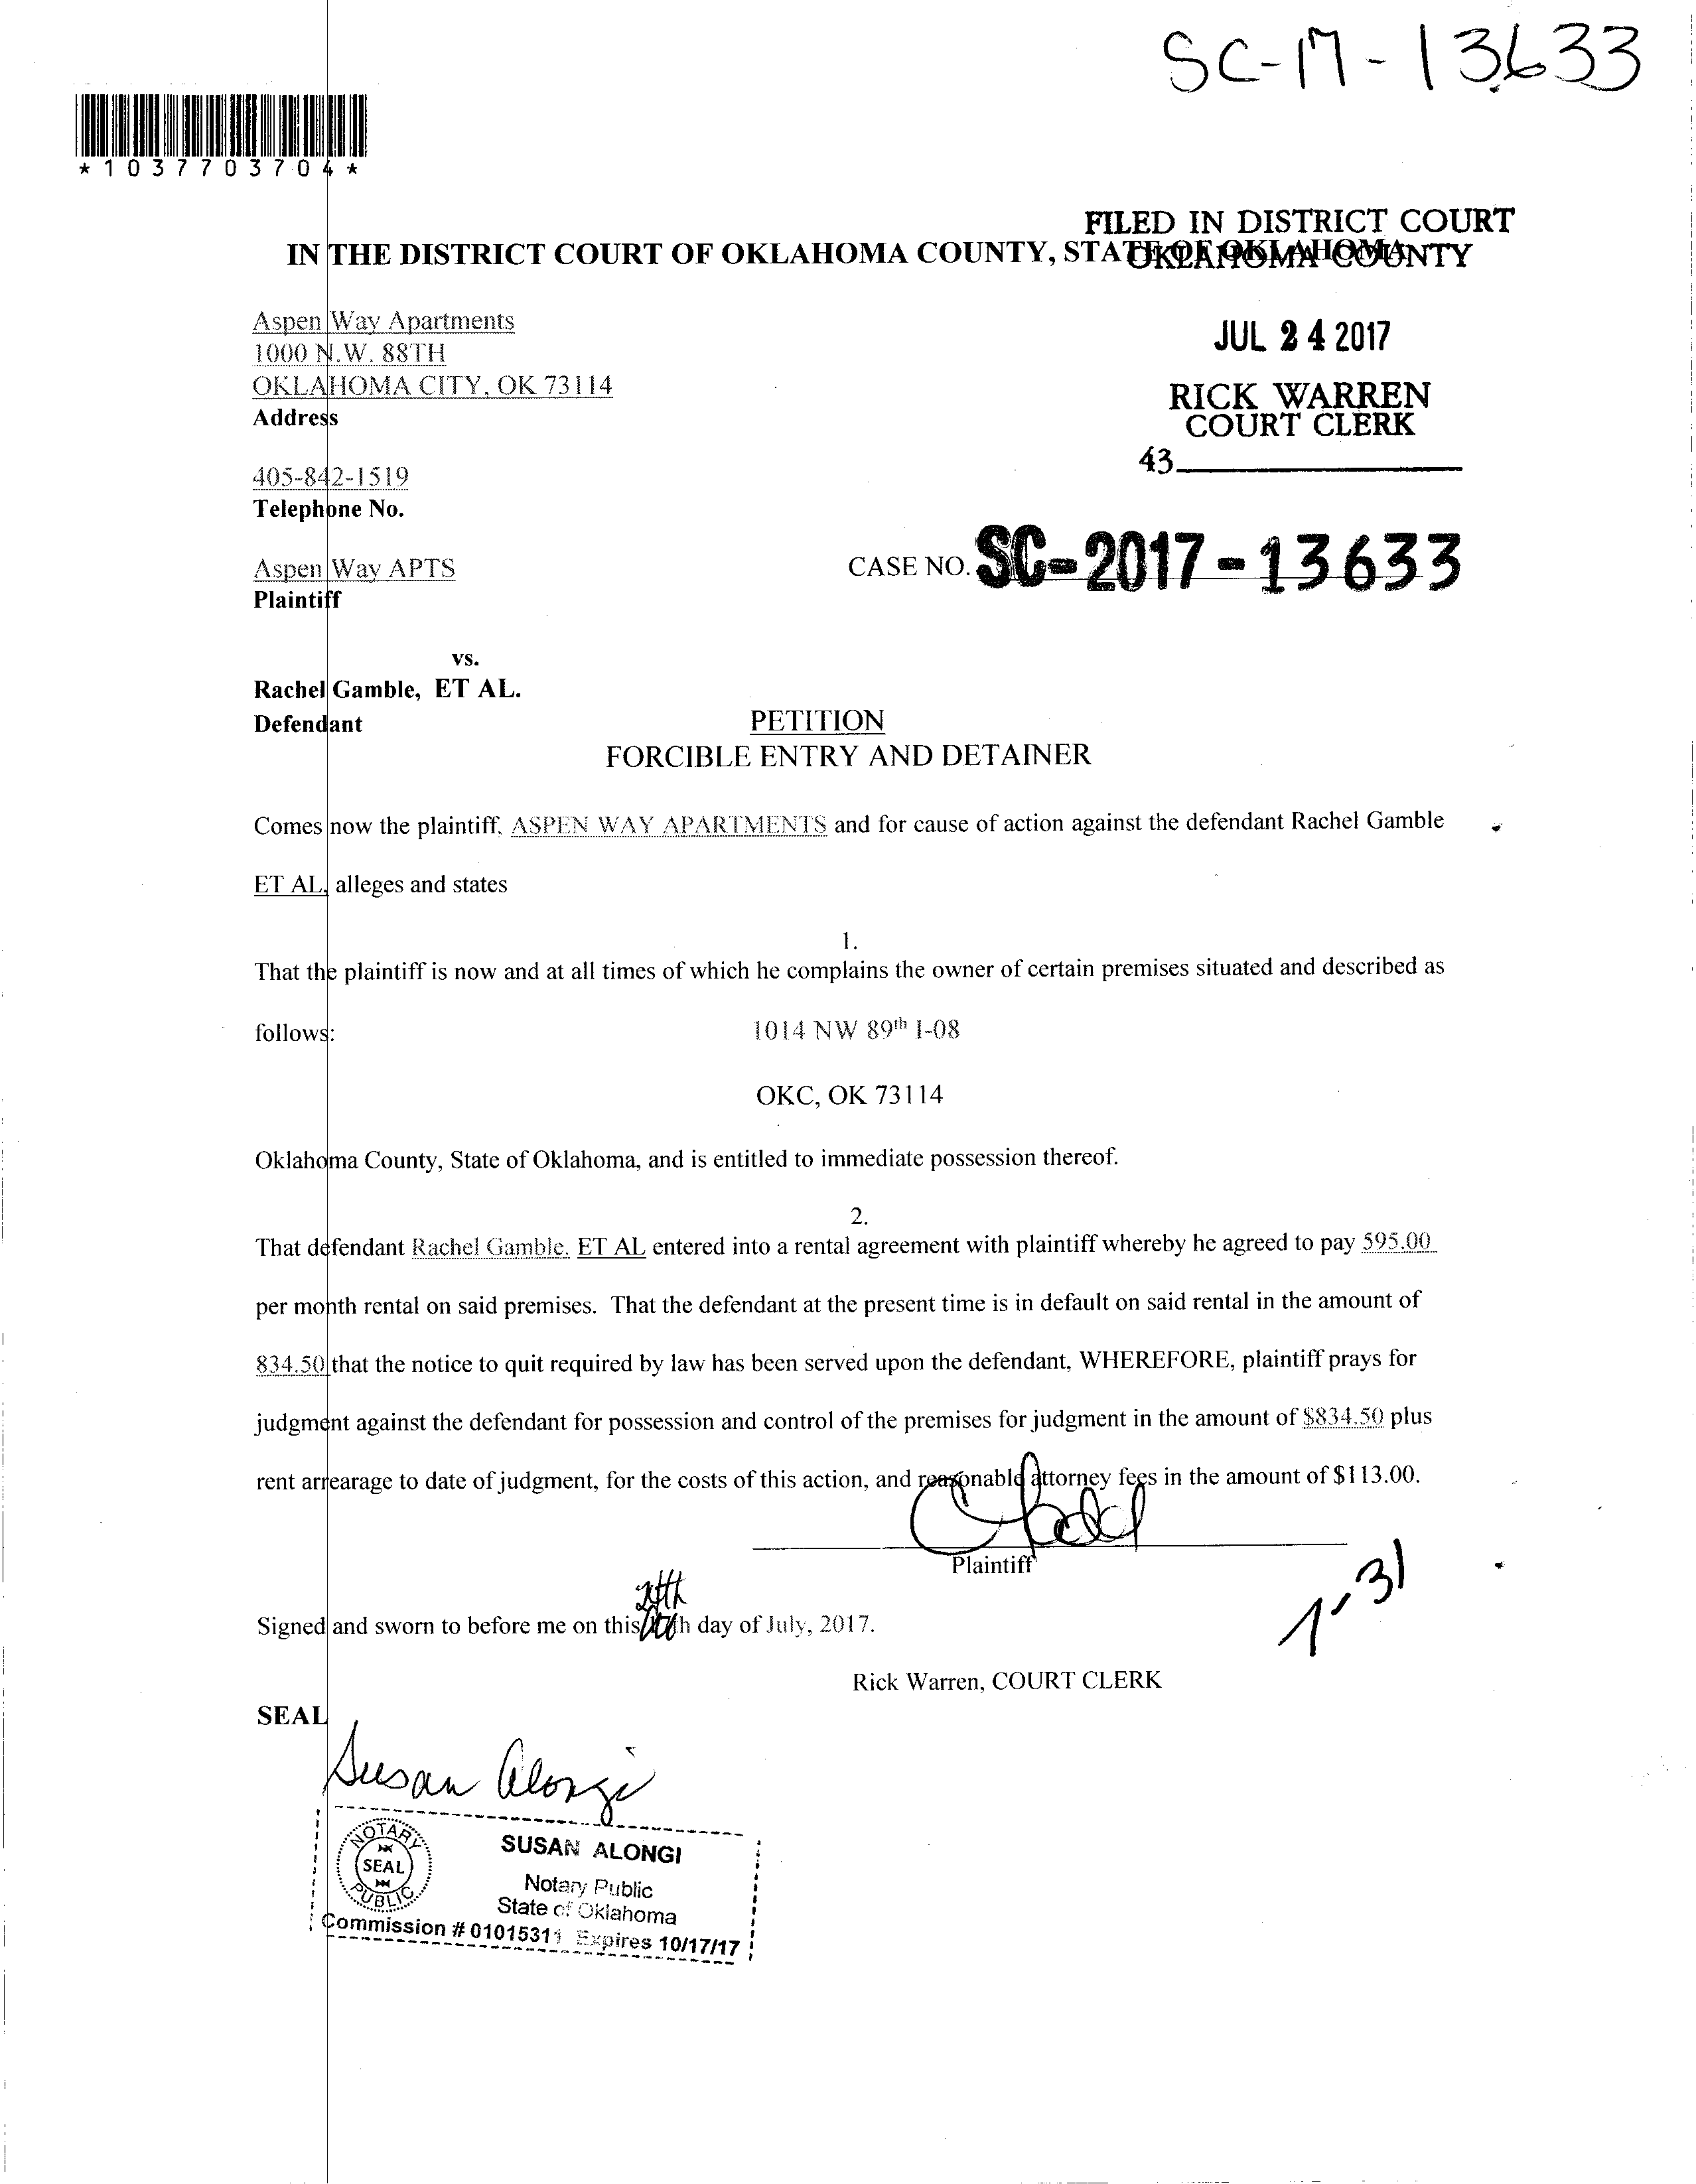 SC-17-13633
*1037703704*
FILED IN DISTRICT COURT
OKLAHOMA COUNTY
IN THE DISTRICT COURT OF OKLAHOMA COUNTY, STATE OF OKLAHOMA
Aspen Way Apartments
1000 N.W. 88TH
OKLAHOMA CITY, OK 73114
Address
JUL 24 2017
RICK WARREN
COURT CLERK
43
405-842-1519
Telephone No.
Aspen Way APTS
Plaintiff
CASE NO. SC-2017-13633
vs.
Rachel Gamble, ET AL.
Defendant
PETITION
FORCIBLE ENTRY AND DETAINER
Comes now the plaintiff, ASPEN WAY APARTMENTS and for cause of action against the defendant Rachel Gamble
ET AL, alleges and states
1.
That the plaintiff is now and at all times of which he complains the owner of certain premises situated and described as
follows: 1014 NW 89th I-08
OKC, OK 73114
Oklahoma County, State of Oklahoma, and is entitled to immediate possession thereof.
2.
That defendant Rachel Gamble, ET AL entered into a rental agreement with plaintiff whereby he agreed to pay 595.00
per month rental on said premises. That the defendant at the present time is in default on said rental in the amount of
834.50 that the notice to quit required by law has been served upon the defendant, WHEREFORE, plaintiff prays for
judgment against the defendant for possession and control of the premises for judgment in the amount of $834.50 plus
rent arrearage to date of judgment, for the costs of this action, and reasonable attorney fees in the amount of $113.00.
Plaintiff
1-31
24th
Signed and sworn to before me on this day of July, 2017.
Rick Warren, COURT CLERK
SEAL
Susan Alongi
NOTARY
SEAL
PUBLIC
SUSAN ALONGI
Notary Public
State of Oklahoma
Commission # 01015311 Expires 10/17/17